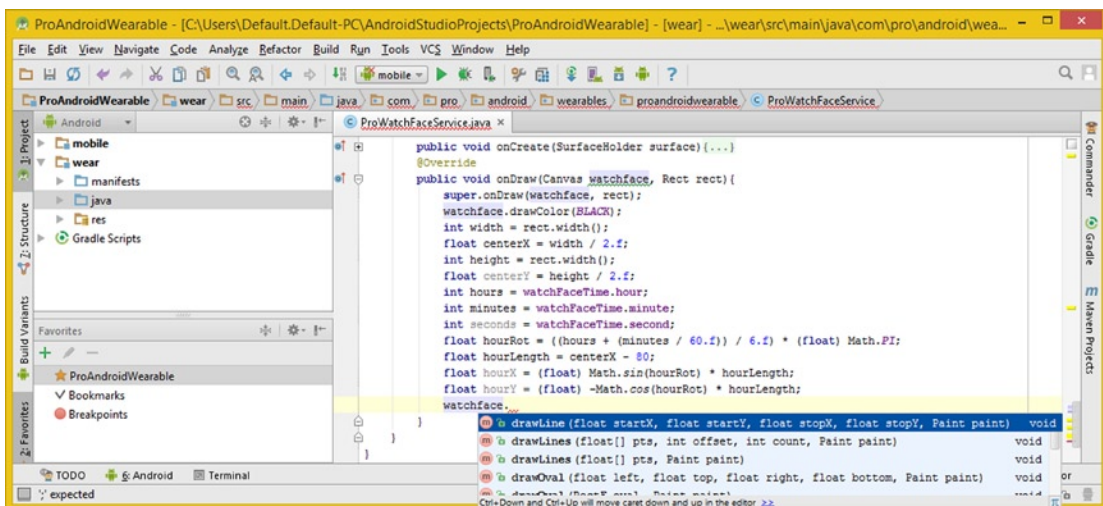 ProAndroidWearable - [C:\Users\Default.Default-PC\AndroidStudioProjects\ProAndroidWearable] - [wear] - ...\wear\src\main\java\com\pro\android\wea...
File Edit View Navigate Code Analyze Refactor Build Run Tools VCS Window Help
mobile
ProAndroidWearable wear src main java com pro android wearables proandroidwearable ProWatchFaceService
1: Project
Z: Structure
Build Variants
2: Favorites
Android
mobile
wear
manifests
java
res
Gradle Scripts
Favorites
ProAndroidWearable
Bookmarks
Breakpoints
ProWatchFaceService.java
public void onCreate(SurfaceHolder surface){...}
@Override
public void onDraw(Canvas watchface, Rect rect){
super.onDraw(watchface, rect);
watchface.drawColor(BLACK);
int width = rect.width();
float centerX = width / 2.f;
int height = rect.width();
float centerY = height / 2.f;
int hours = watchFaceTime.hour;
int minutes = watchFaceTime.minute;
int seconds = watchFaceTime.second;
float hourRot = ((hours + (minutes / 60.f)) / 6.f) * (float) Math.PI;
float hourLength = centerX - 80;
float hourX = (float) Math.sin(hourRot) * hourLength;
float hourY = (float) -Math.cos(hourRot) * hourLength;
watchface.
}
}
}
drawLine(float startX, float startY, float stopX, float stopY, Paint paint) void
drawLines(float[] pts, int offset, int count, Paint paint) void
drawLines(float[] pts, Paint paint) void
drawOval(float left, float top, float right, float bottom, Paint paint) void
drawOval(RectF oval, Paint paint) void
Ctrl+Down and Ctrl+Up will move caret down and up in the editor >>
Commander
Gradle
Maven Projects
TODO 6: Android Terminal
';' expected